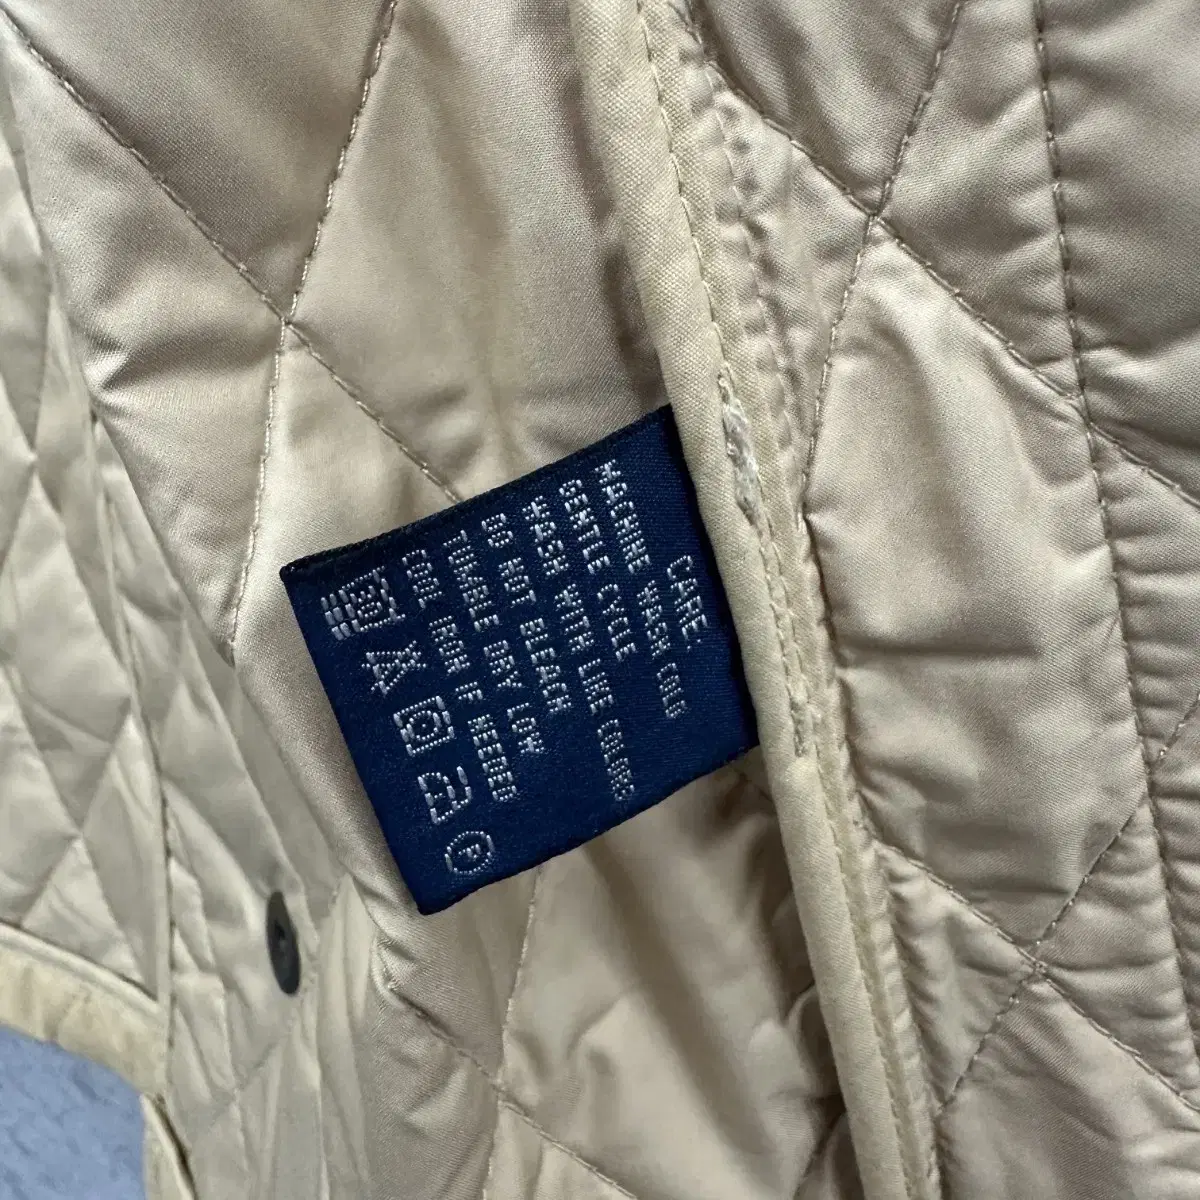 CARE.
MACHINE WASH COLD
GENTLE CYCLE
WASH WITH LIKE COLORS
DO NOT BLEACH
TUMBLE DRY LOW
COOL IRON IF NEEDED
30
P